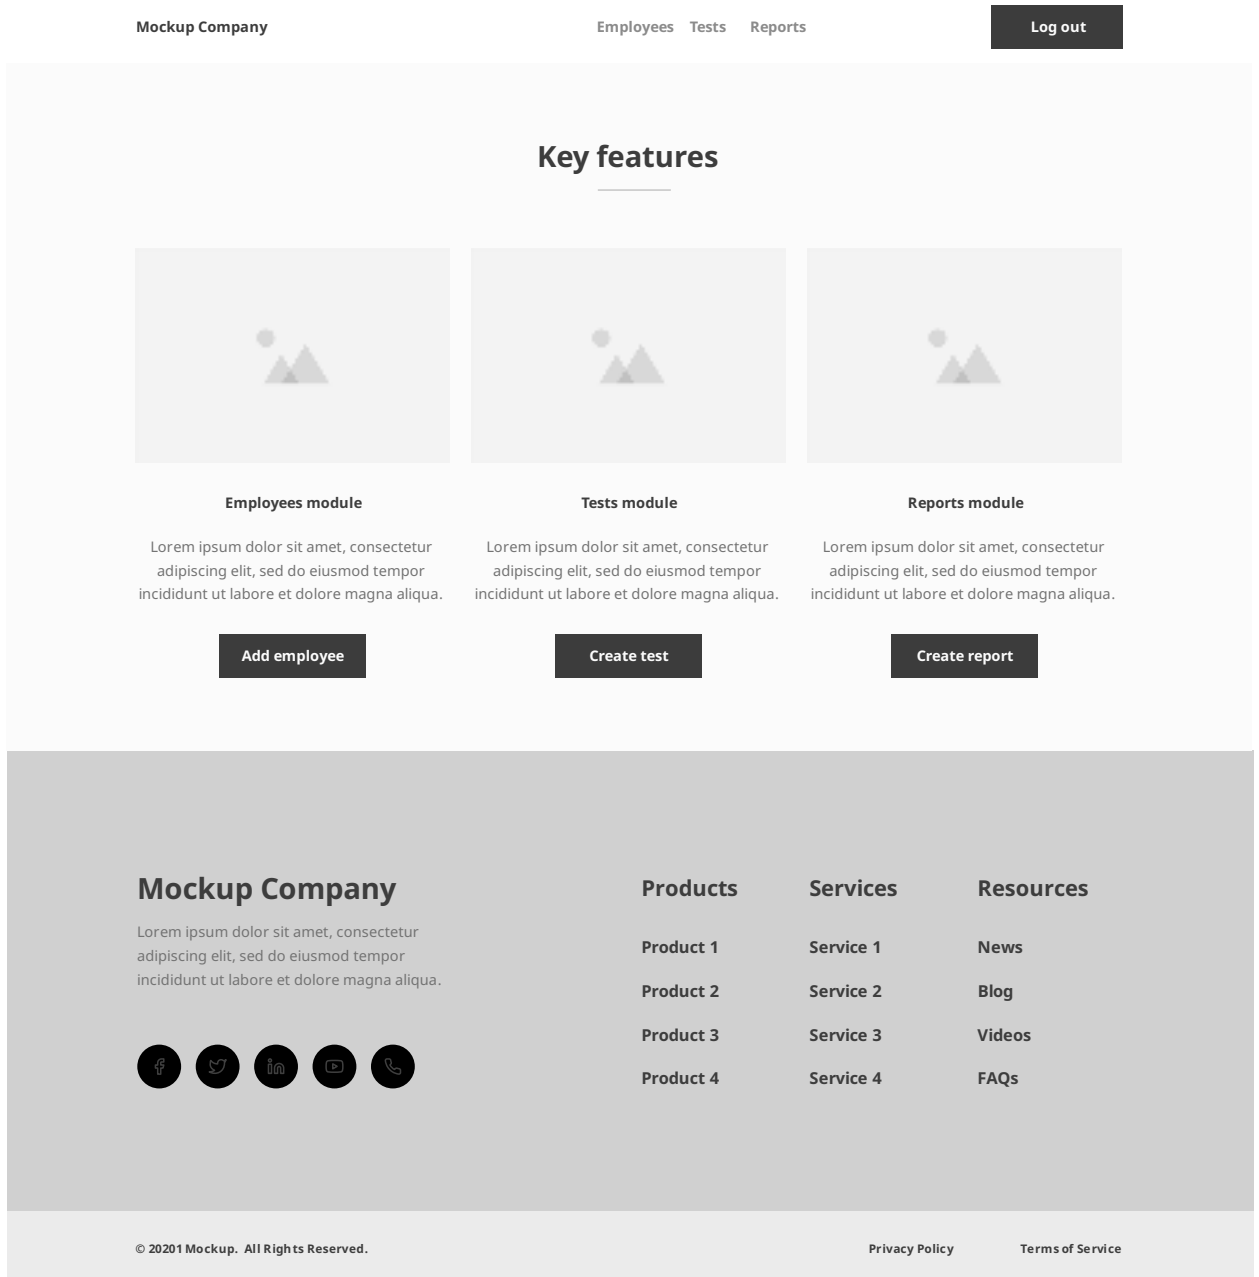 Mockup Company
Employees Tests Reports
Log out
Key features
Employees module
Lorem ipsum dolor sit amet, consectetur
adipiscing elit, sed do eiusmod tempor
incididunt ut labore et dolore magna aliqua.
Add employee
Tests module
Lorem ipsum dolor sit amet, consectetur
adipiscing elit, sed do eiusmod tempor
incididunt ut labore et dolore magna aliqua.
Create test
Reports module
Lorem ipsum dolor sit amet, consectetur
adipiscing elit, sed do eiusmod tempor
incididunt ut labore et dolore magna aliqua.
Create report
Mockup Company
Lorem ipsum dolor sit amet, consectetur
adipiscing elit, sed do eiusmod tempor
incididunt ut labore et dolore magna aliqua.
Products
Product 1
Product 2
Product 3
Product 4
Services
Service 1
Service 2
Service 3
Service 4
Resources
News
Blog
Videos
FAQs
© 20201 Mockup. All Rights Reserved.
Privacy Policy
Terms of Service